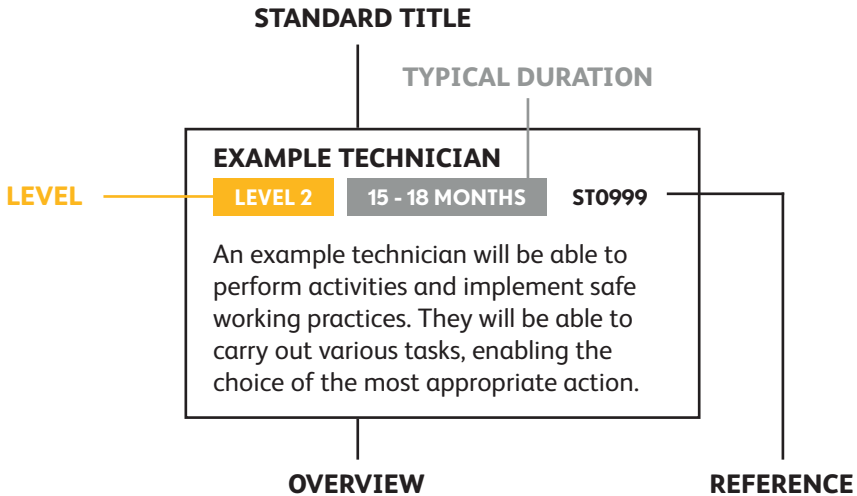 STANDARD TITLE
TYPICAL DURATION
EXAMPLE TECHNICIAN
LEVEL
LEVEL 2
15 - 18 MONTHS
ST0999
An example technician will be able to
perform activities and implement safe
working practices. They will be able to
carry out various tasks, enabling the
choice of the most appropriate action.
OVERVIEW
REFERENCE